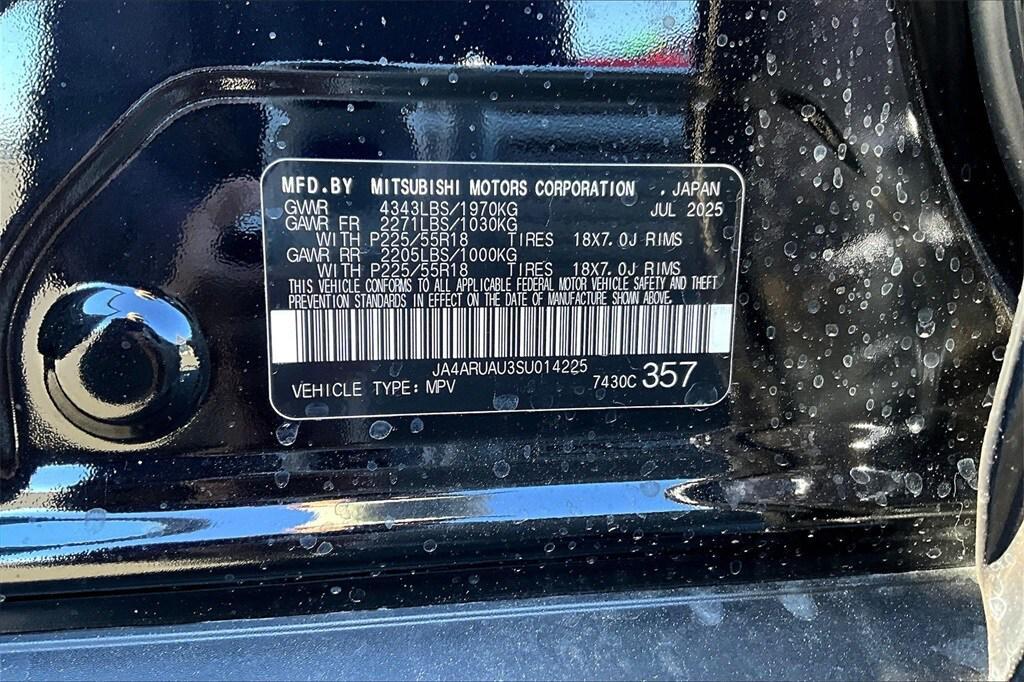 MFD.BY MITSUBISHI MOTORS CORPORATION . JAPAN
GVWR 4343LBS/1970KG JUL 2025
GAWR FR 2271LBS/1030KG
WITH P225/55R18 TIRES 18X7.0J RIMS
GAWR RR 2205LBS/1000KG
WITH P225/55R18 TIRES 18X7.0J RIMS
THIS VEHICLE CONFORMS TO ALL APPLICABLE FEDERAL MOTOR VEHICLE SAFETY AND THEFT
PREVENTION STANDARDS IN EFFECT ON THE DATE OF MANUFACTURE SHOWN ABOVE.
JA4ARUAU3SU014225
VEHICLE TYPE: MPV 7430C 357